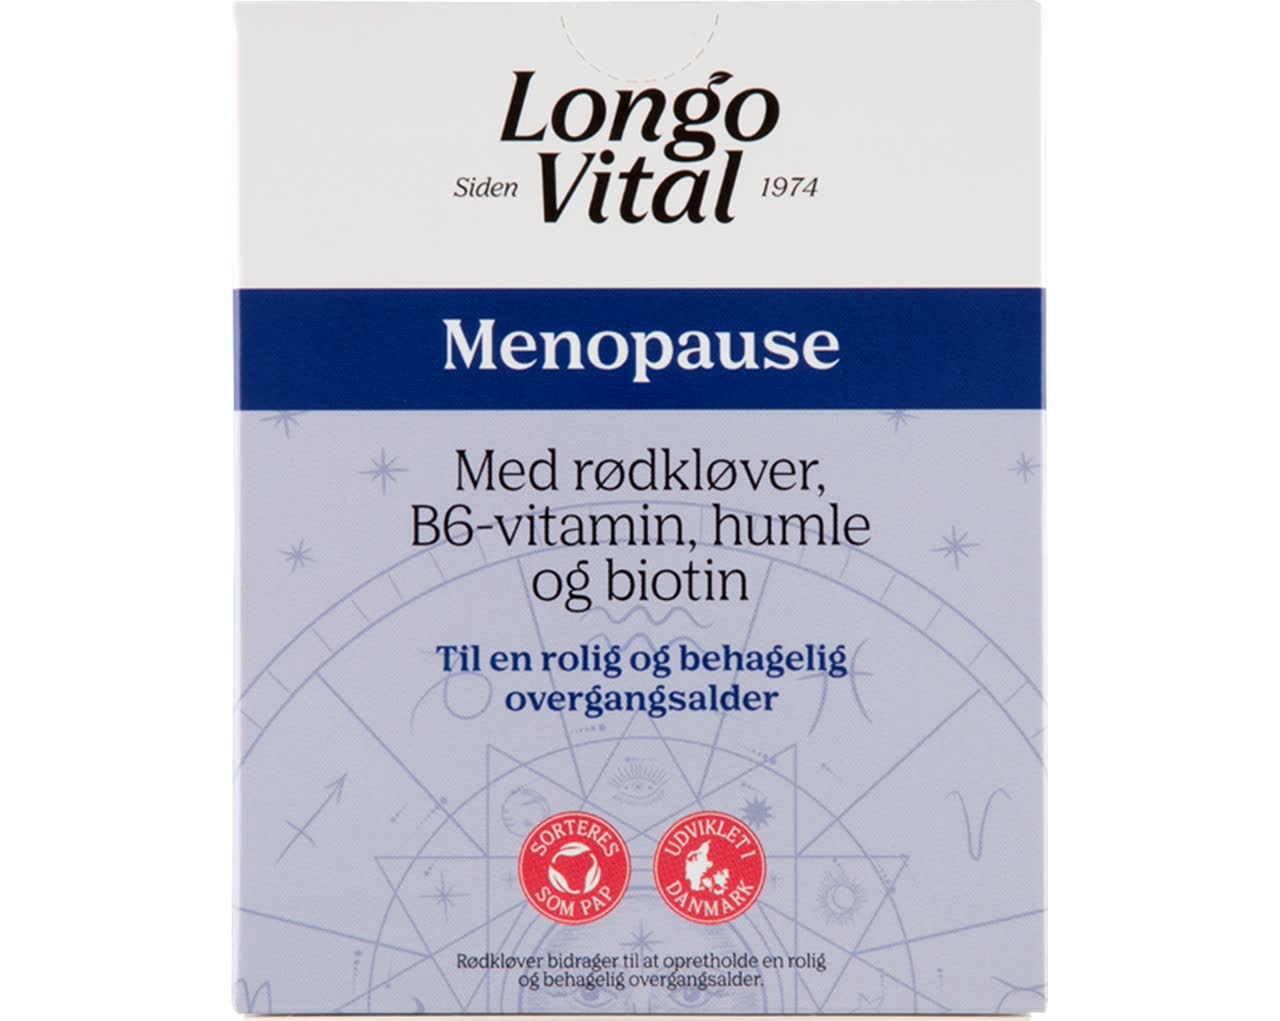 Longo
Siden Vital 1974
Menopause
Med rødkløver,
B6-vitamin, humle
og biotin
Til en rolig og behagelig
overgangsalder
SORTERES
SOM PAP
UDVIKLET I
DANMARK
Rødkløver bidrager til at opretholde en rolig
og behagelig overgangsalder.